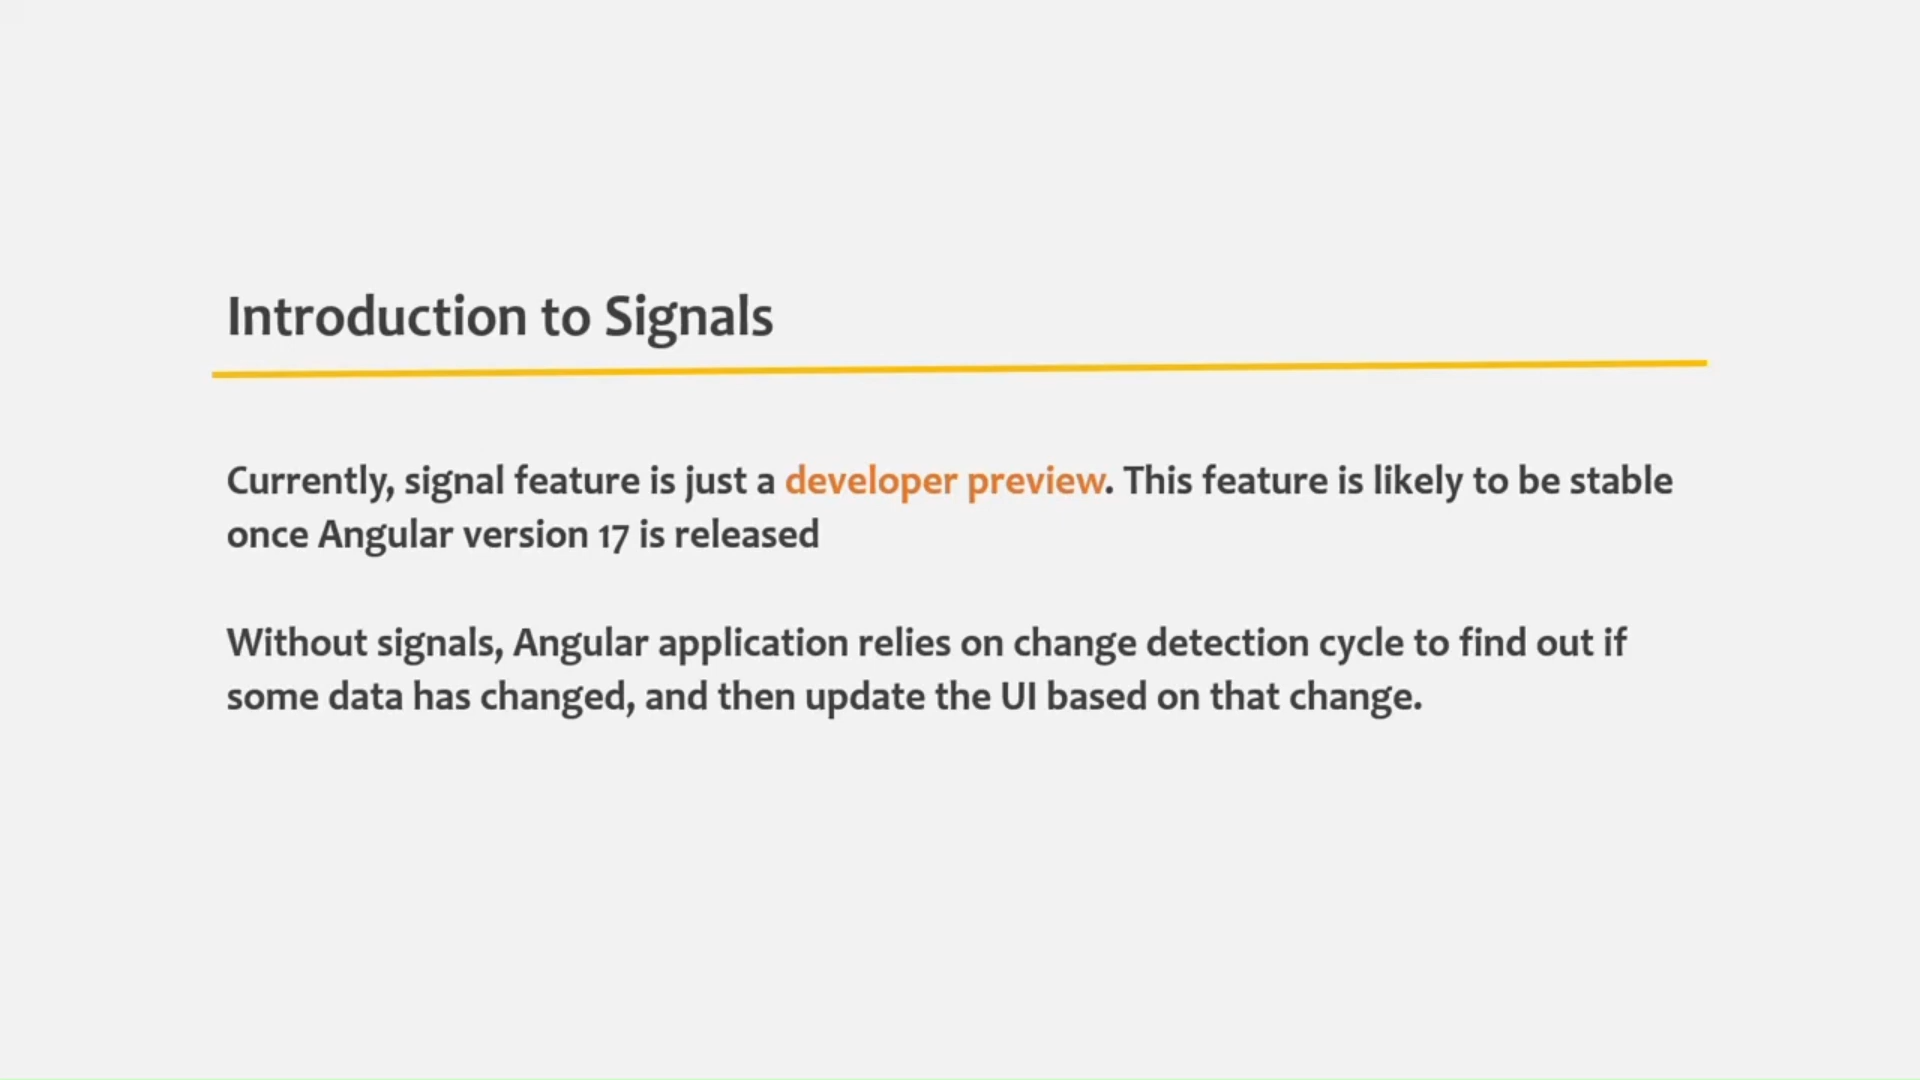 Introduction to Signals
Currently, signal feature is just a developer preview. This feature is likely to be stable
once Angular version 17 is released
Without signals, Angular application relies on change detection cycle to find out if
some data has changed, and then update the UI based on that change.